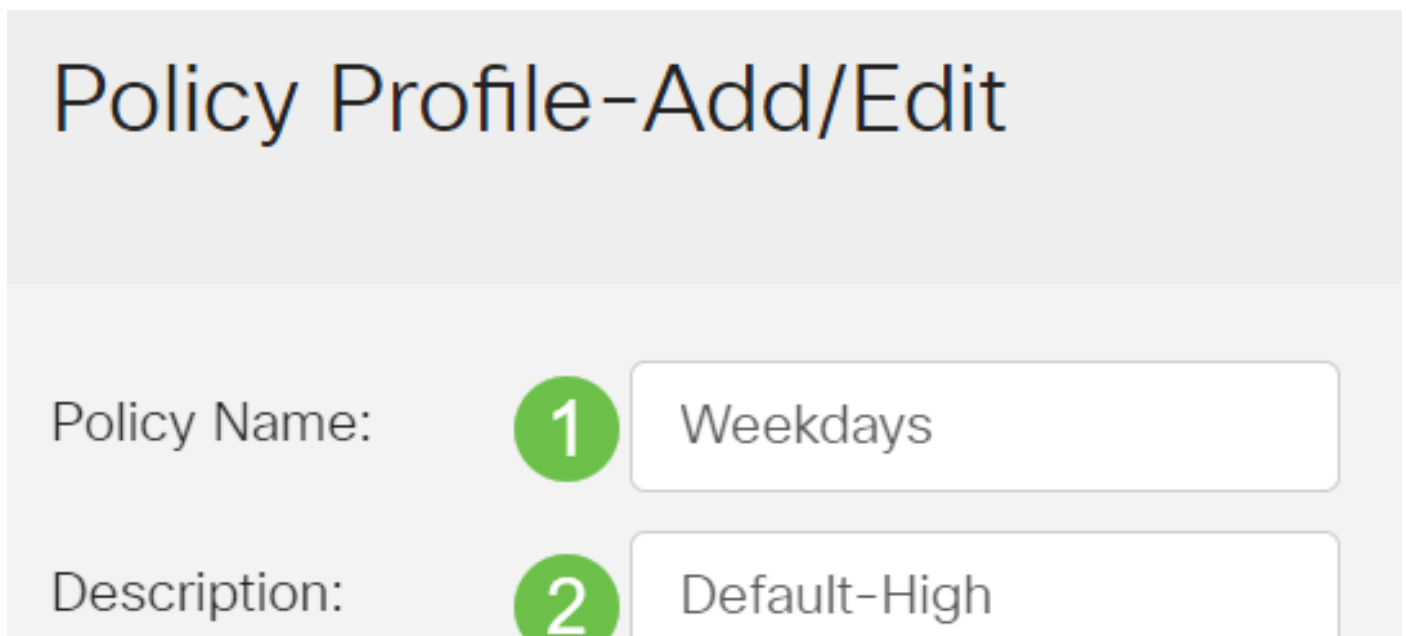 Policy Profile-Add/Edit
Policy Name: 1 Weekdays
Description: 2 Default-High